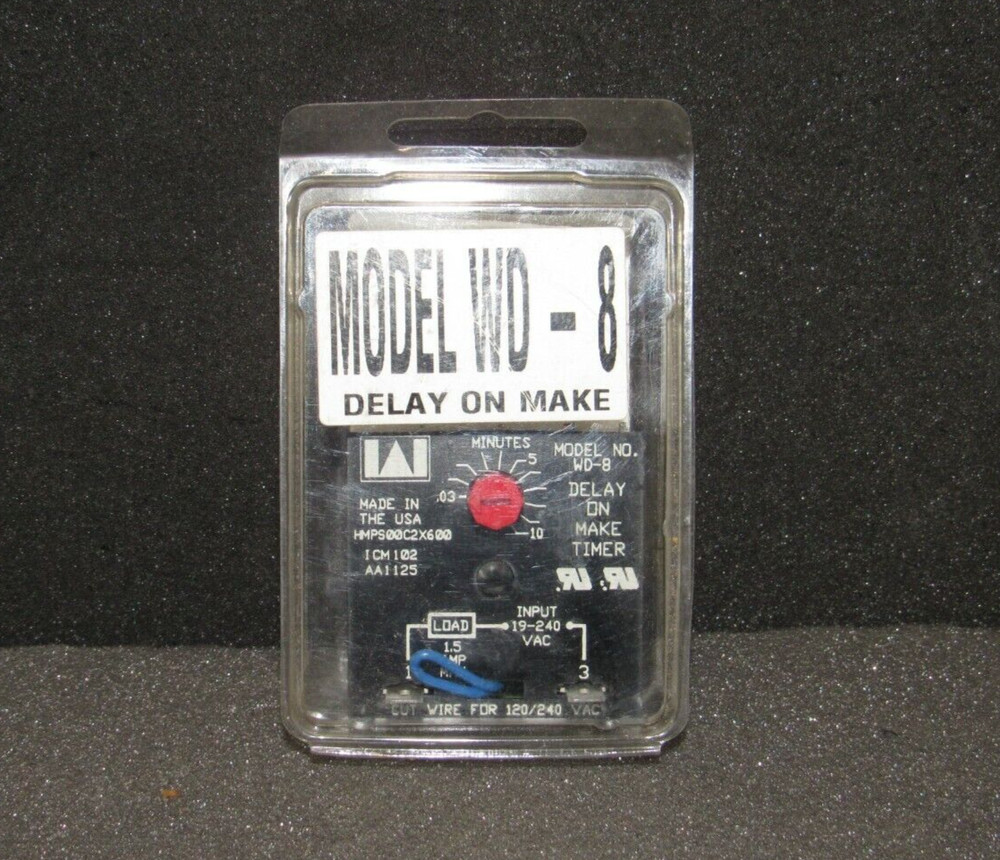 MODEL WD - 8
DELAY ON MAKE
MINUTES
.03
5
10
MODEL NO.
WD-8
DELAY
ON
MAKE
TIMER
MADE IN
THE USA
HMPS00C2X600
ICM102
AA1125
LOAD
1.5
INPUT
19-240
VAC
1
3
CUT WIRE FOR 120/240 VAC